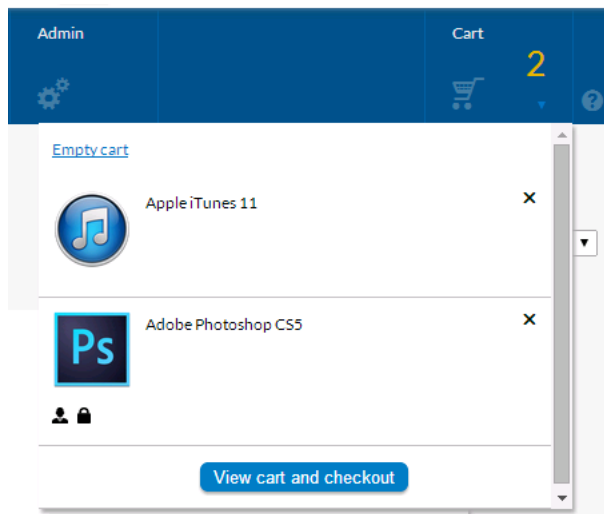 Admin
Cart
2
?
Empty cart
Apple iTunes 11
Ps
Adobe Photoshop CS5
View cart and checkout